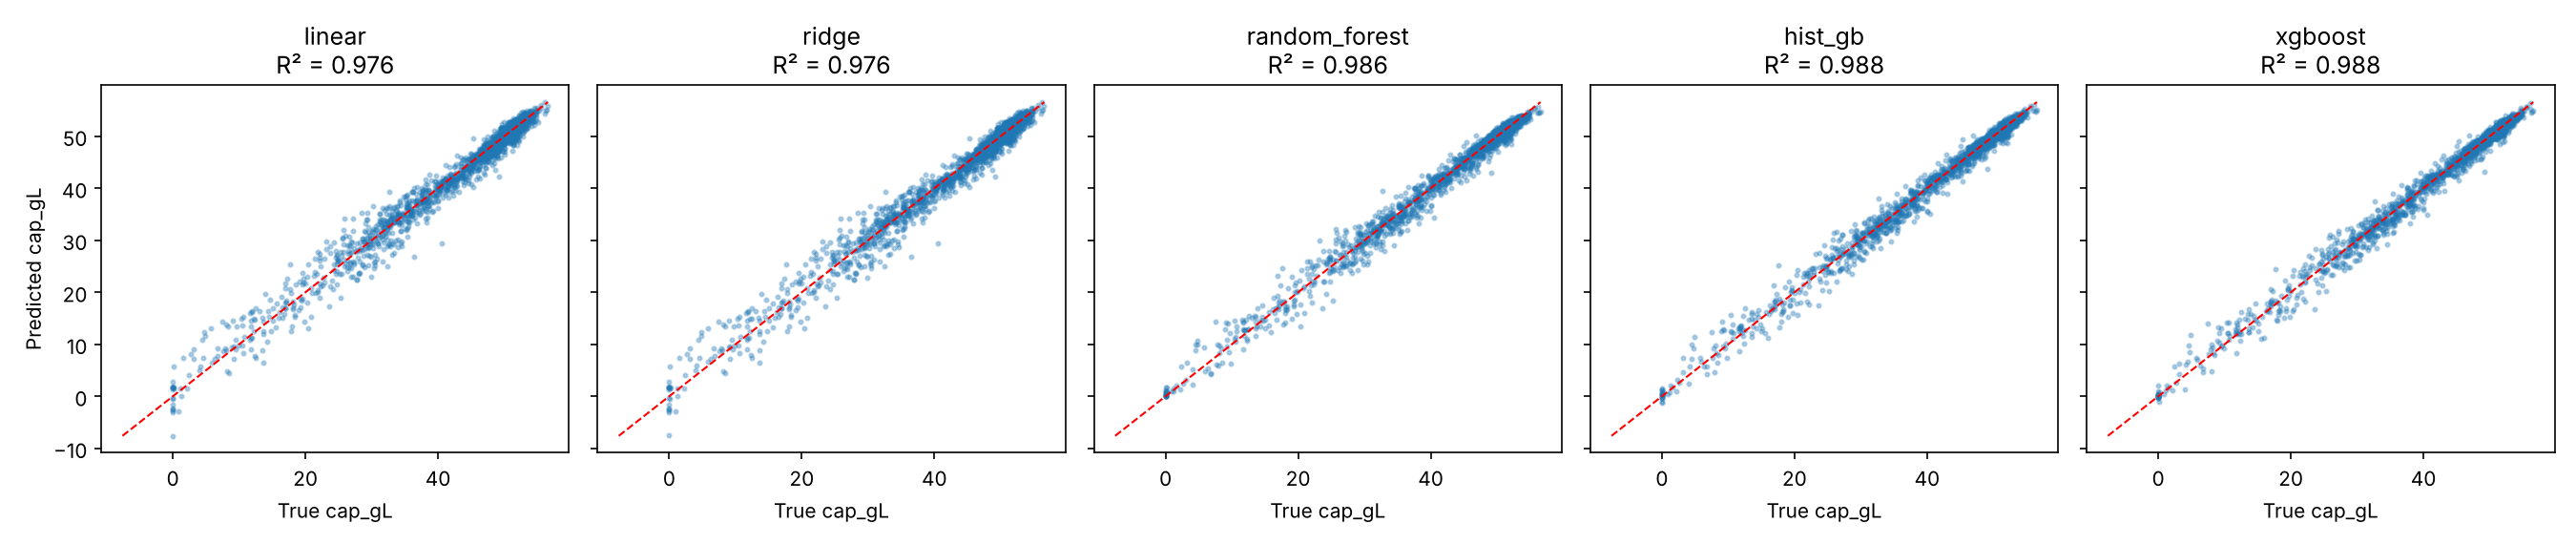 linear
R² = 0.976
ridge
R² = 0.976
random_forest
R² = 0.986
hist_gb
R² = 0.988
xgboost
R² = 0.988
Predicted cap_gL
50
40
30
20
10
0
−10
0 20 40
0 20 40
0 20 40
0 20 40
0 20 40
True cap_gL
True cap_gL
True cap_gL
True cap_gL
True cap_gL